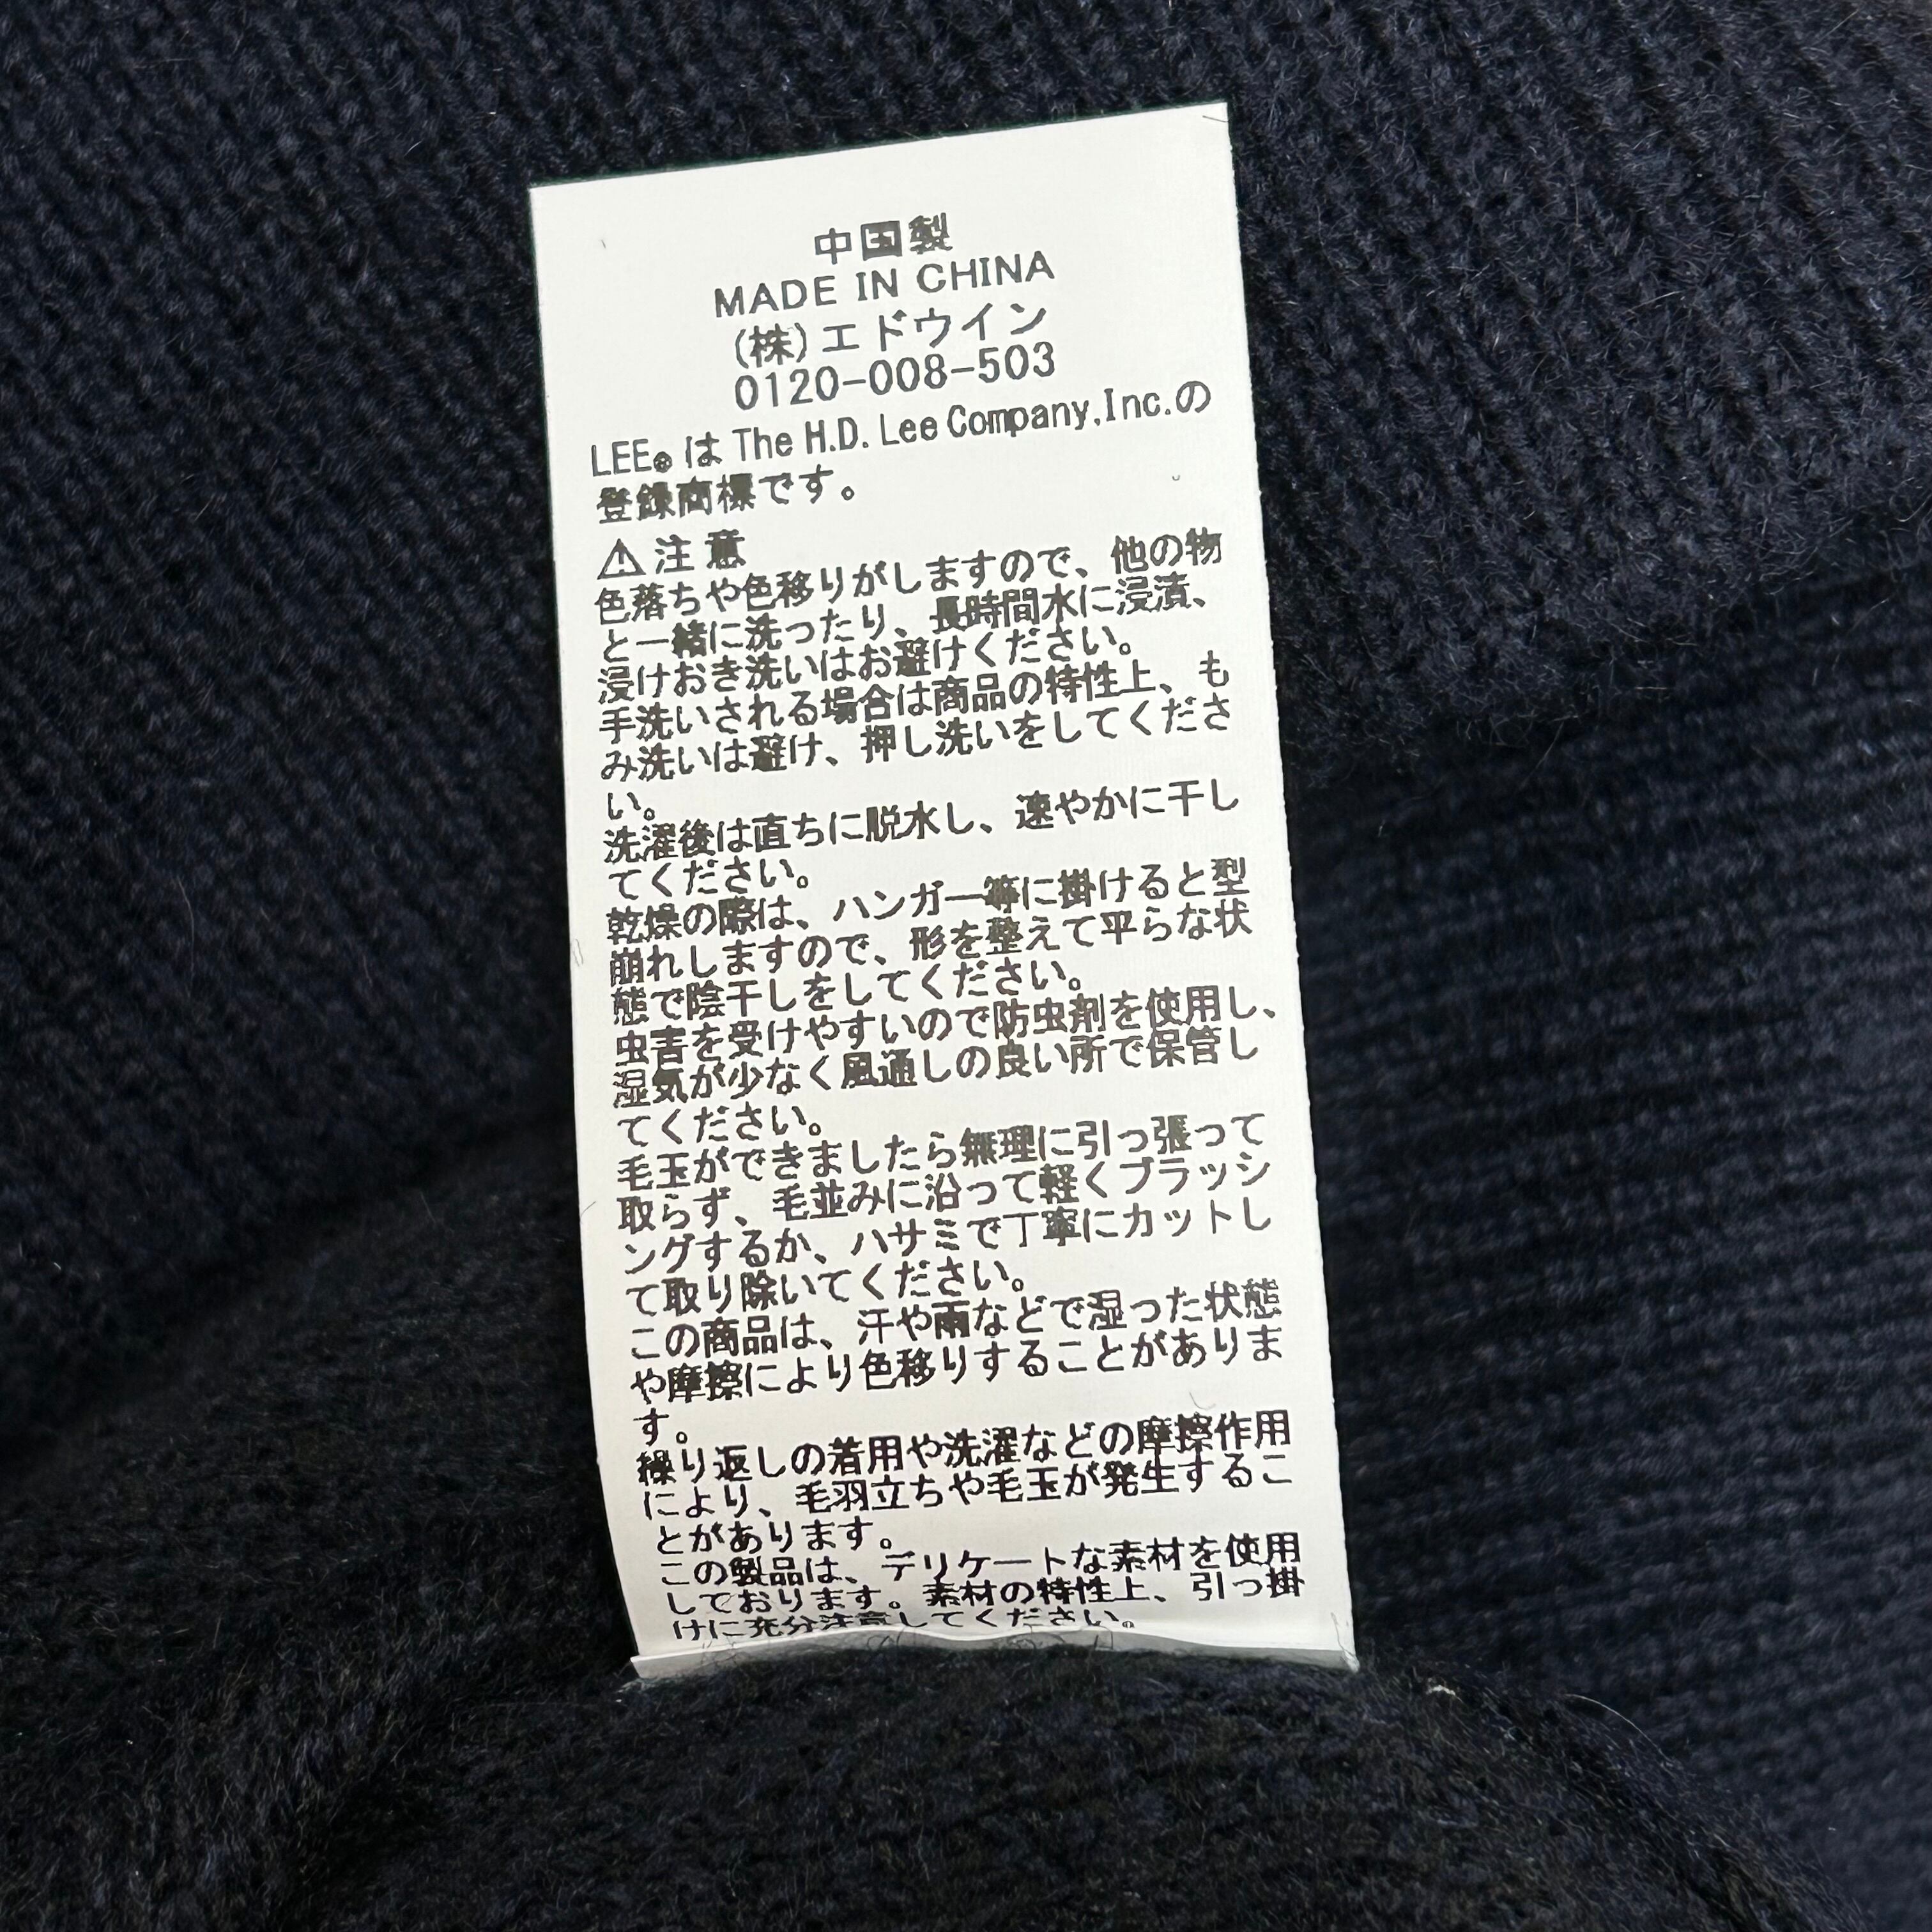 中国製
MADE IN CHINA
(株)エドウイン
0120-008-503
LEE® は The H.D. Lee Company,Inc.の
登録商標です。
⚠注意
色落ちや色移りがしますので、他の物
と一緒に洗ったり、長時間水に浸漬、
浸けおき洗いはお避けください。
手洗いされる場合は商品の特性上、も
み洗いは避け、押し洗いをしてくださ
い。
洗濯後は直ちに脱水し、速やかに干し
てください。
乾燥の際は、ハンガー等に掛けると型
崩れしますので、形を整えて平らな状
態で陰干しをしてください。
虫害を受けやすいので防虫剤を使用し、
湿気が少なく風通しの良い所で保管し
てください。
毛玉ができましたら無理に引っ張って
取らず、毛並みに沿って軽くブラッシ
ングするか、ハサミで丁寧にカットし
て取り除いてください。
この商品は、汗や雨などで湿った状態
や摩擦により色移りすることがありま
す。
繰り返しの着用や洗濯などの摩擦作用
により、毛羽立ちや毛玉が発生するこ
とがあります。
この製品は、デリケートな素材を使用
しております。素材の特性上、引っ掛
けに充分注意してください。